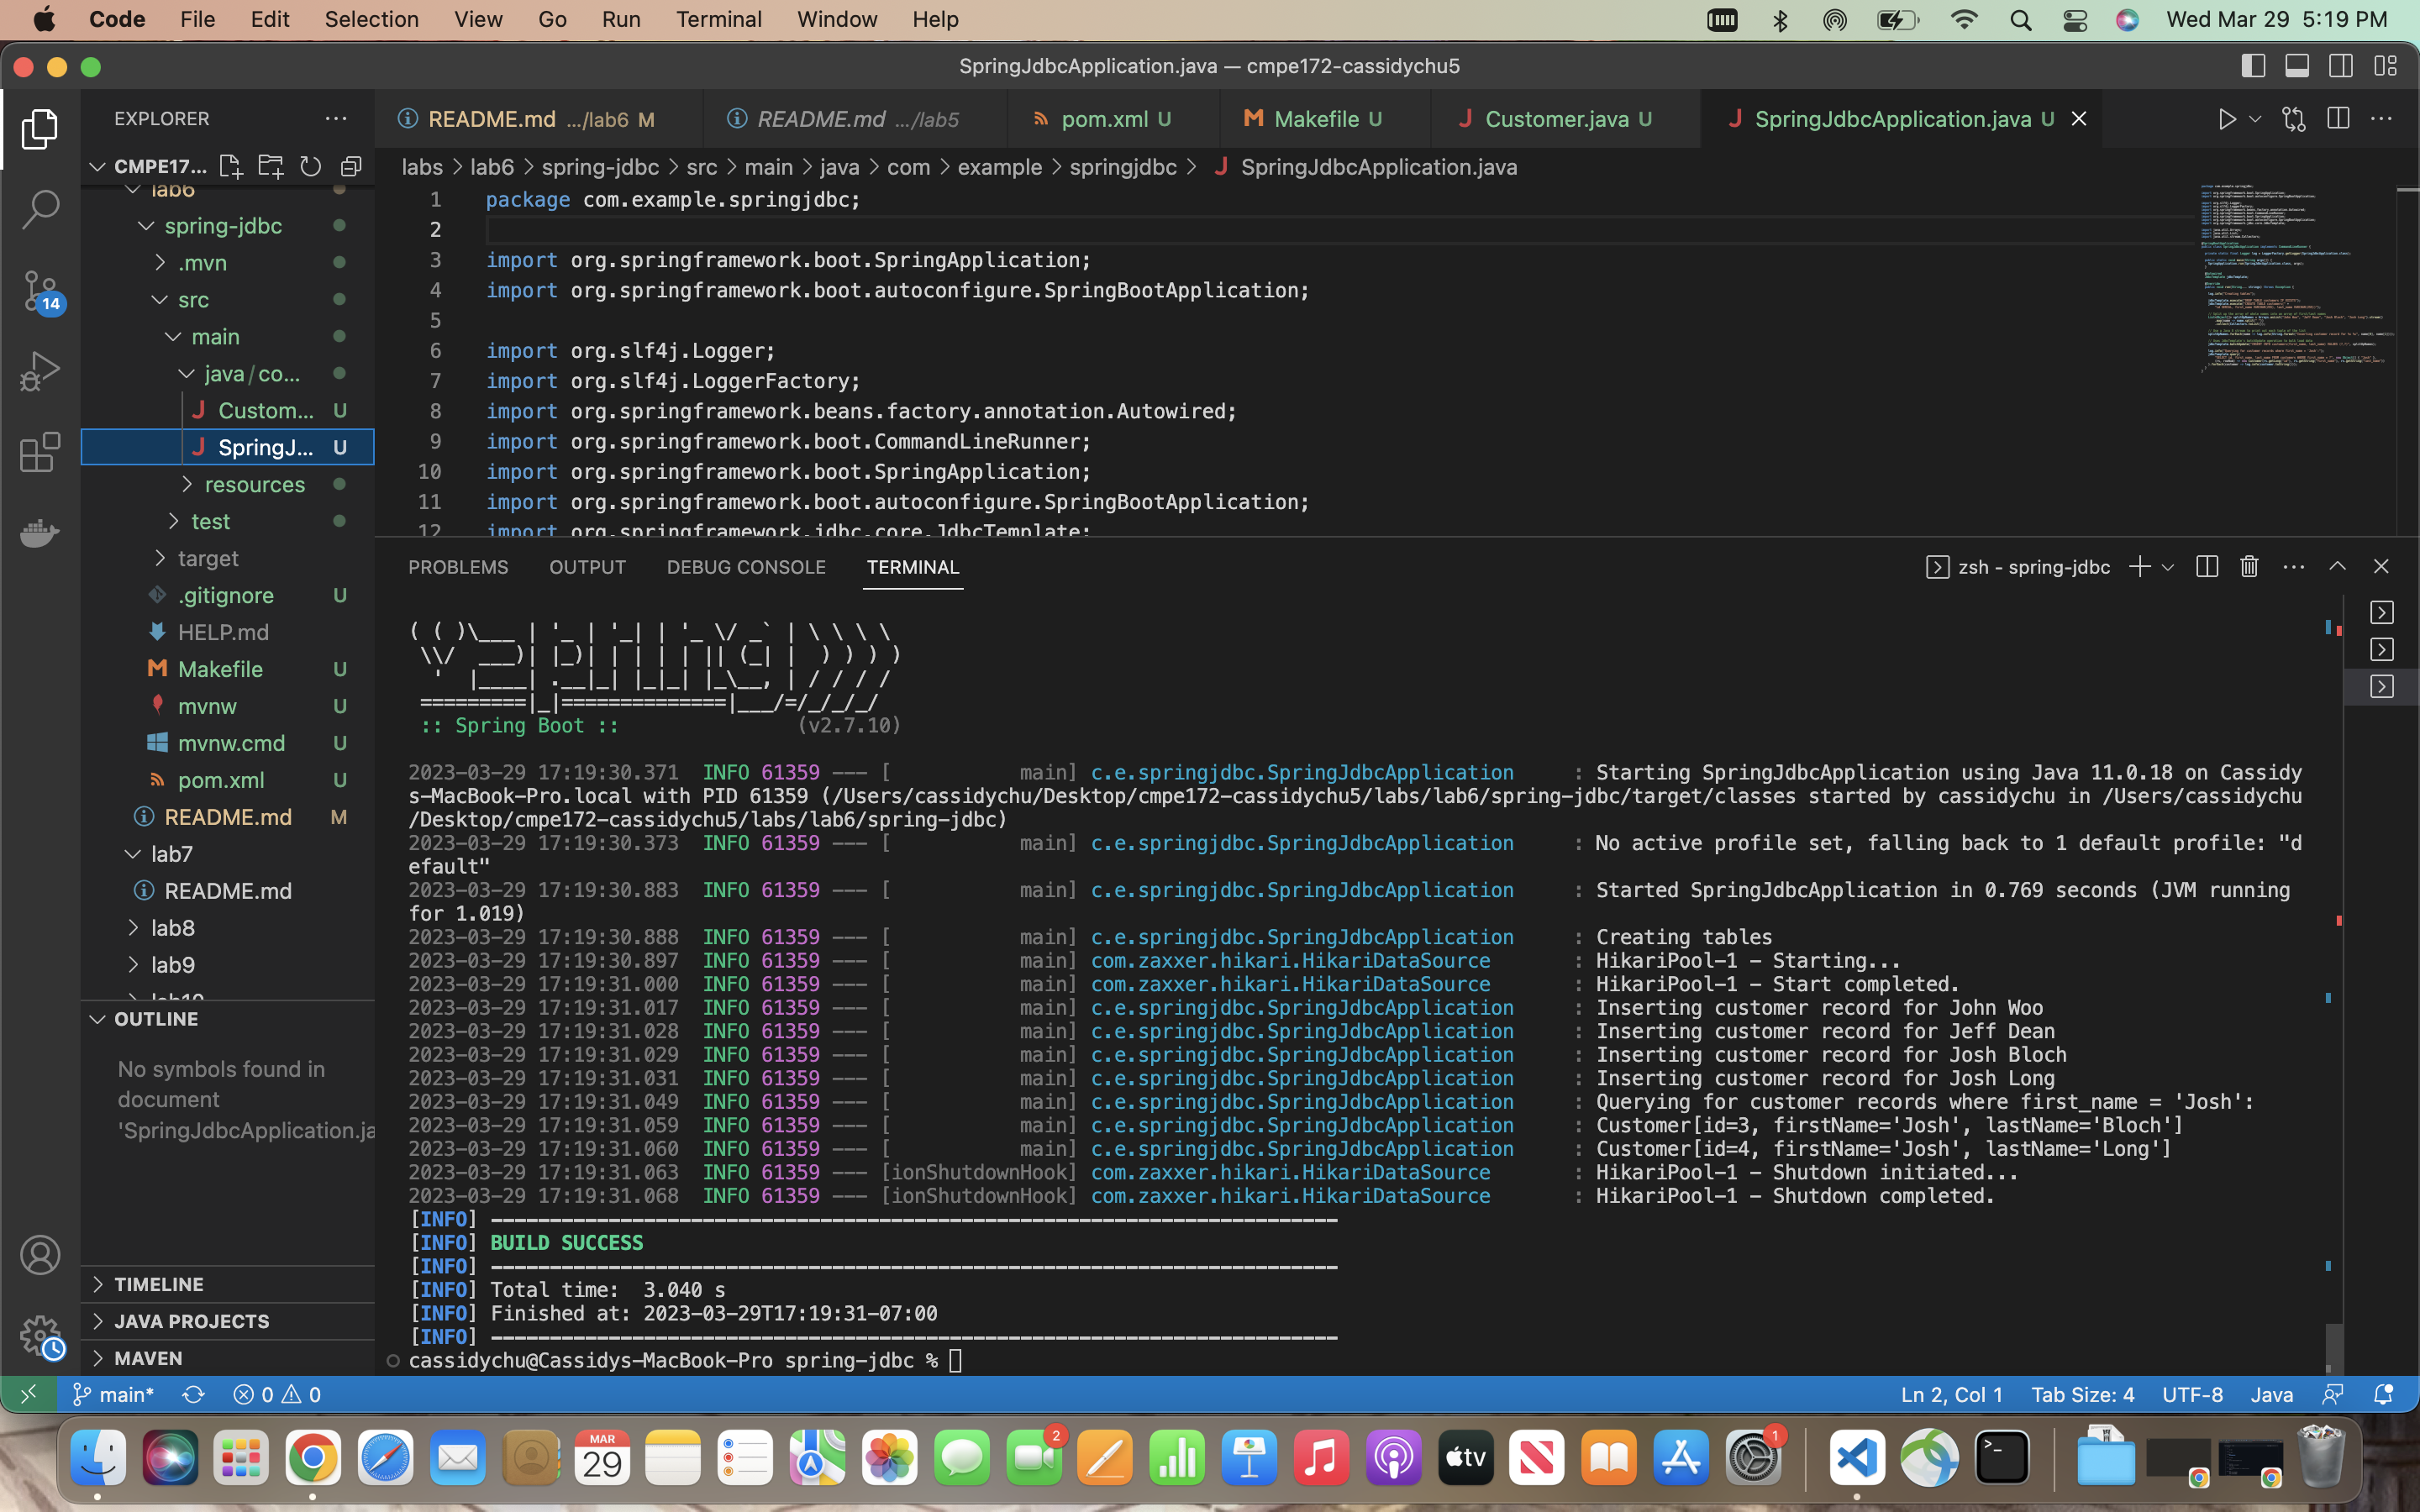 Code File Edit Selection View Go Run Terminal Window Help Wed Mar 29 5:19 PM
SpringJdbcApplication.java — cmpe172-cassidychu5
EXPLORER
README.md .../lab6 M
README.md .../lab5
pom.xml U
Makefile U
Customer.java U
SpringJdbcApplication.java U
CMPE17...
labs > lab6 > spring-jdbc > src > main > java > com > example > springjdbc > SpringJdbcApplication.java
lab6
spring-jdbc
.mvn
src
main
java/co...
Custom... U
SpringJ... U
resources
test
target
.gitignore U
HELP.md
Makefile U
mvnw U
mvnw.cmd U
pom.xml U
README.md M
lab7
README.md
lab8
lab9
lab10
14
OUTLINE
No symbols found in
document
'SpringJdbcApplication.ja
TIMELINE
JAVA PROJECTS
MAVEN
1 package com.example.springjdbc;
2
3 import org.springframework.boot.SpringApplication;
4 import org.springframework.boot.autoconfigure.SpringBootApplication;
5
6 import org.slf4j.Logger;
7 import org.slf4j.LoggerFactory;
8 import org.springframework.beans.factory.annotation.Autowired;
9 import org.springframework.boot.CommandLineRunner;
10 import org.springframework.boot.SpringApplication;
11 import org.springframework.boot.autoconfigure.SpringBootApplication;
12 import org.springframework.jdbc.core.JdbcTemplate;
PROBLEMS OUTPUT DEBUG CONSOLE TERMINAL
zsh - spring-jdbc
( ( )\___ | '_ | '_| | '_ \/ _` | \ \ \ \
\\/ ___)| |_)| | | | | || (_| | ) ) ) )
' |____| .__|_| |_|_| |_\__, | / / / /
=========|_|==============|___/=/_/_/_/
:: Spring Boot :: (v2.7.10)
2023-03-29 17:19:30.371 INFO 61359 --- [ main] c.e.springjdbc.SpringJdbcApplication : Starting SpringJdbcApplication using Java 11.0.18 on Cassidy
s-MacBook-Pro.local with PID 61359 (/Users/cassidychu/Desktop/cmpe172-cassidychu5/labs/lab6/spring-jdbc/target/classes started by cassidychu in /Users/cassidychu
/Desktop/cmpe172-cassidychu5/labs/lab6/spring-jdbc)
2023-03-29 17:19:30.373 INFO 61359 --- [ main] c.e.springjdbc.SpringJdbcApplication : No active profile set, falling back to 1 default profile: "d
efault"
2023-03-29 17:19:30.883 INFO 61359 --- [ main] c.e.springjdbc.SpringJdbcApplication : Started SpringJdbcApplication in 0.769 seconds (JVM running
for 1.019)
2023-03-29 17:19:30.888 INFO 61359 --- [ main] c.e.springjdbc.SpringJdbcApplication : Creating tables
2023-03-29 17:19:30.897 INFO 61359 --- [ main] com.zaxxer.hikari.HikariDataSource : HikariPool-1 - Starting...
2023-03-29 17:19:31.000 INFO 61359 --- [ main] com.zaxxer.hikari.HikariDataSource : HikariPool-1 - Start completed.
2023-03-29 17:19:31.017 INFO 61359 --- [ main] c.e.springjdbc.SpringJdbcApplication : Inserting customer record for John Woo
2023-03-29 17:19:31.028 INFO 61359 --- [ main] c.e.springjdbc.SpringJdbcApplication : Inserting customer record for Jeff Dean
2023-03-29 17:19:31.029 INFO 61359 --- [ main] c.e.springjdbc.SpringJdbcApplication : Inserting customer record for Josh Bloch
2023-03-29 17:19:31.031 INFO 61359 --- [ main] c.e.springjdbc.SpringJdbcApplication : Inserting customer record for Josh Long
2023-03-29 17:19:31.049 INFO 61359 --- [ main] c.e.springjdbc.SpringJdbcApplication : Querying for customer records where first_name = 'Josh':
2023-03-29 17:19:31.059 INFO 61359 --- [ main] c.e.springjdbc.SpringJdbcApplication : Customer[id=3, firstName='Josh', lastName='Bloch']
2023-03-29 17:19:31.060 INFO 61359 --- [ main] c.e.springjdbc.SpringJdbcApplication : Customer[id=4, firstName='Josh', lastName='Long']
2023-03-29 17:19:31.063 INFO 61359 --- [ionShutdownHook] com.zaxxer.hikari.HikariDataSource : HikariPool-1 - Shutdown initiated...
2023-03-29 17:19:31.068 INFO 61359 --- [ionShutdownHook] com.zaxxer.hikari.HikariDataSource : HikariPool-1 - Shutdown completed.
[INFO] ------------------------------------------------------------------------
[INFO] BUILD SUCCESS
[INFO] ------------------------------------------------------------------------
[INFO] Total time: 3.040 s
[INFO] Finished at: 2023-03-29T17:19:31-07:00
[INFO] ------------------------------------------------------------------------
cassidychu@Cassidys-MacBook-Pro spring-jdbc %
main* 0 0 Ln 2, Col 1 Tab Size: 4 UTF-8 Java
MAR
29
2
tv
1